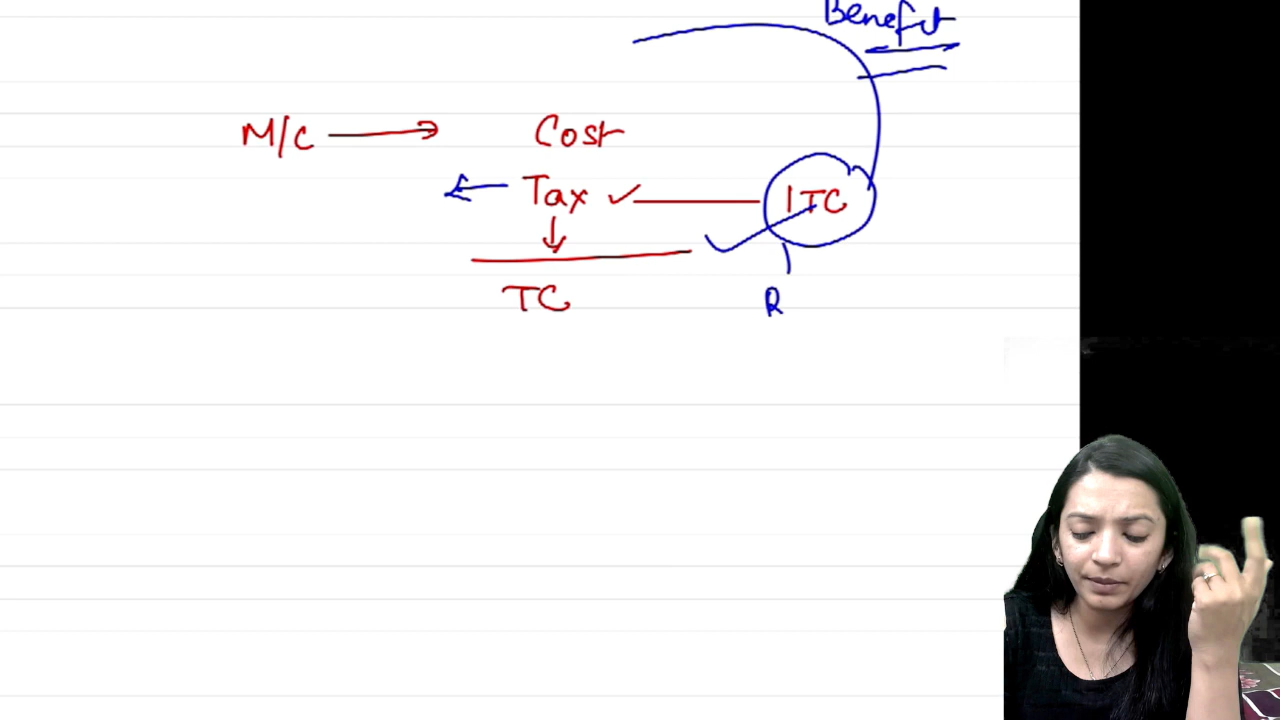 Benefit
M/C → Cost
← Tax ✓ ITC
↓
TC R